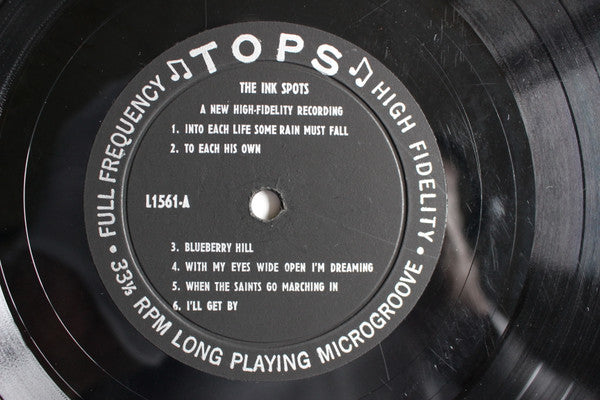 TOPS
THE INK SPOTS
A NEW HIGH-FIDELITY RECORDING
1. INTO EACH LIFE SOME RAIN MUST FALL
2. TO EACH HIS OWN
L1561-A
3. BLUEBERRY HILL
4. WITH MY EYES WIDE OPEN I'M DREAMING
5. WHEN THE SAINTS GO MARCHING IN
6. I'LL GET BY
FULL FREQUENCY
HIGH FIDELITY
• 33⅓ RPM LONG PLAYING MICROGROOVE •